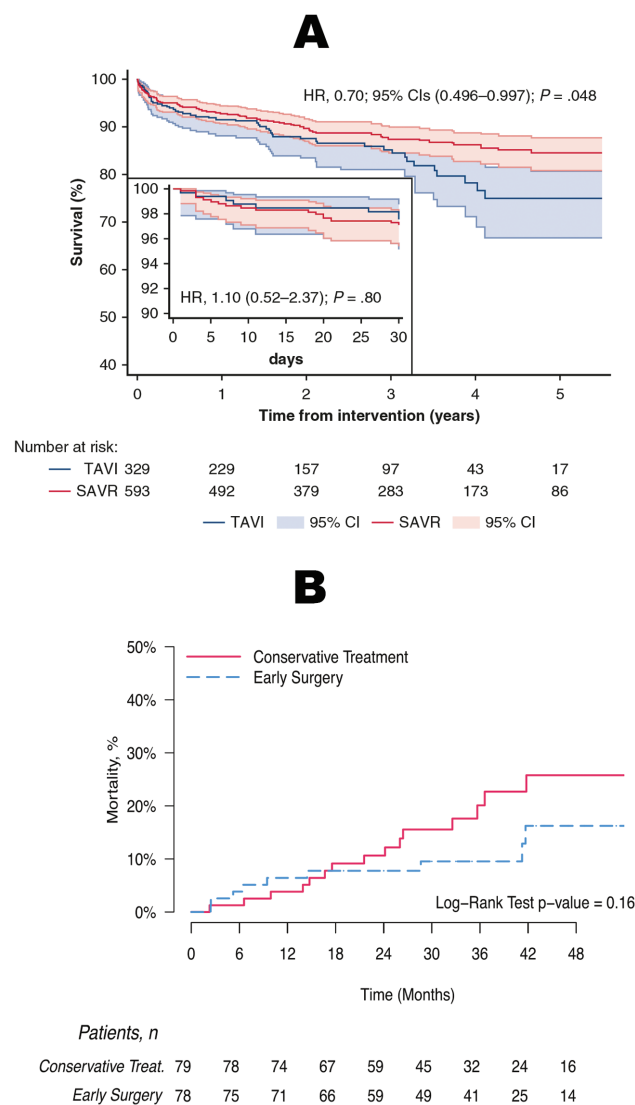 A
HR, 0.70; 95% CIs (0.496–0.997); P = .048
Survival (%)
100
90
80
70
60
50
40
100
98
96
94
92
90
HR, 1.10 (0.52–2.37); P = .80
0 5 10 15 20 25 30
days
0 1 2 3 4 5
Time from intervention (years)
Number at risk:
TAVI 329 229 157 97 43 17
SAVR 593 492 379 283 173 86
TAVI 95% CI SAVR 95% CI
B
Conservative Treatment
Early Surgery
Mortality, %
50%
40%
30%
20%
10%
0%
Log–Rank Test p–value = 0.16
0 6 12 18 24 30 36 42 48
Time (Months)
Patients, n
Conservative Treat. 79 78 74 67 59 45 32 24 16
Early Surgery 78 75 71 66 59 49 41 25 14